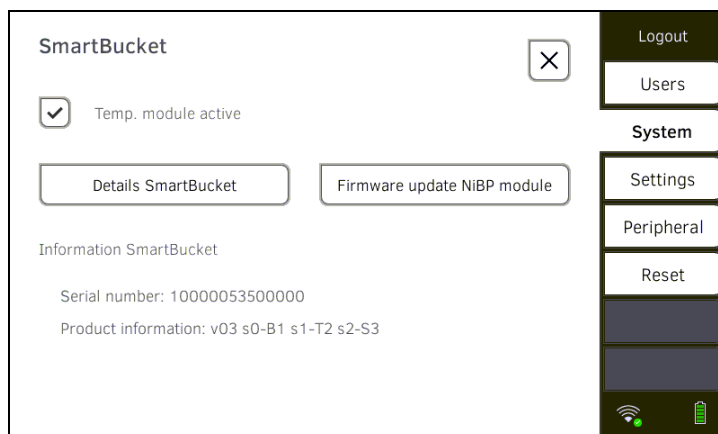 SmartBucket
Temp. module active
Details SmartBucket
Firmware update NiBP module
Information SmartBucket
Serial number: 10000053500000
Product information: v03 s0-B1 s1-T2 s2-S3
Logout
Users
System
Settings
Peripheral
Reset